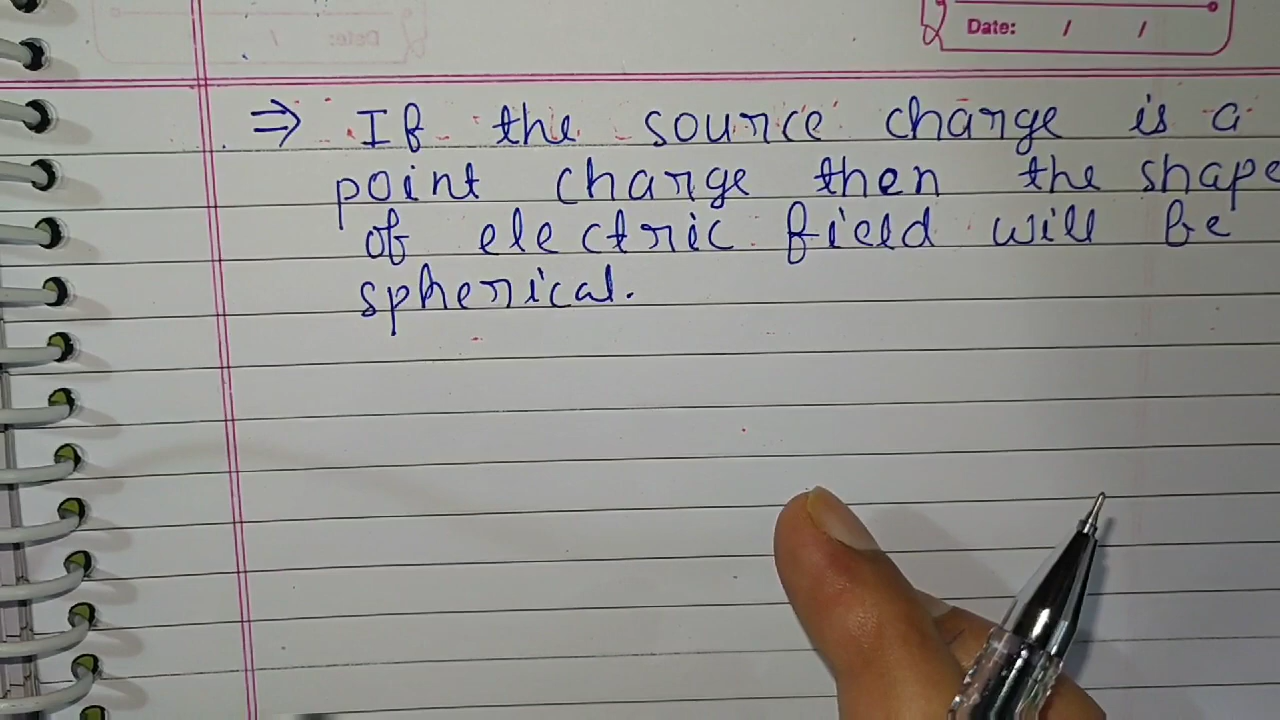 Date: / /
⇒ If the source charge is a
point charge then the shape
of electric field will be
spherical.